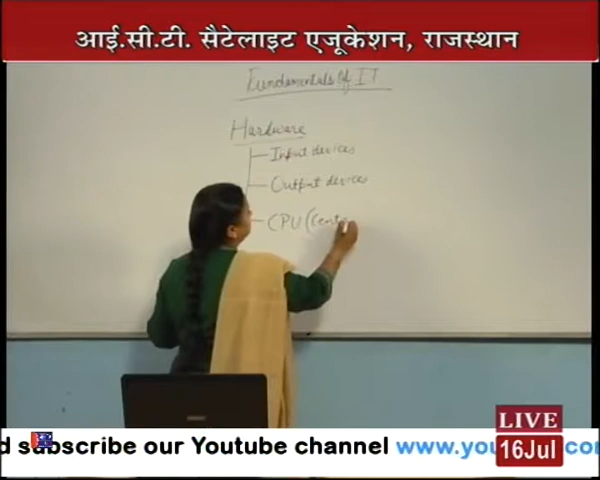 आई.सी.टी. सैटेलाइट एजूकेशन, राजस्थान
Fundamentals of IT
Hardware
Input devices
Output devices
CPU (Cent
LIVE
16Jul
subscribe our Youtube channel www.you